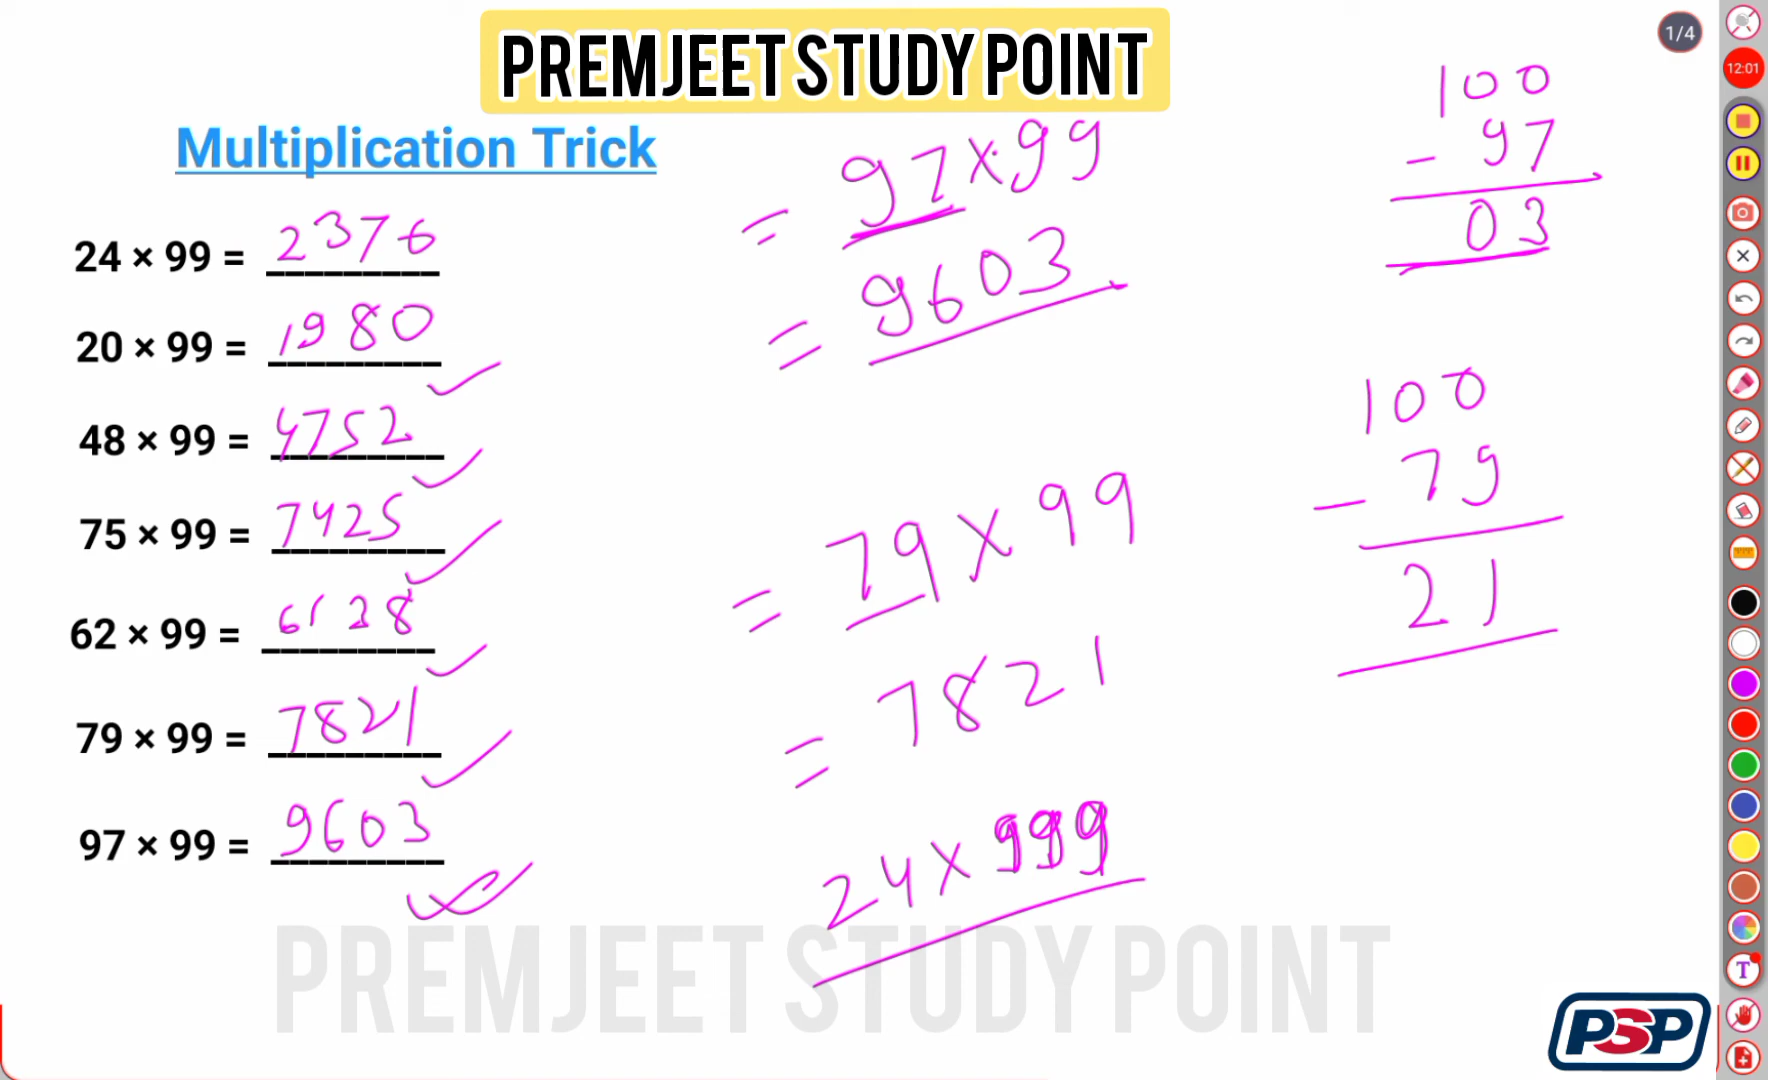 PREMJEET STUDY POINT
1/4
12:01
Multiplication Trick
24 × 99 = 2376
20 × 99 = 1980
48 × 99 = 4752
75 × 99 = 7425
62 × 99 = 6138
79 × 99 = 7821
97 × 99 = 9603
= 97 × 99
= 9603
= 79 × 99
= 7821
24 × 999
100
- 97
03
100
- 79
21
PREMJEET STUDY POINT
PSP
T